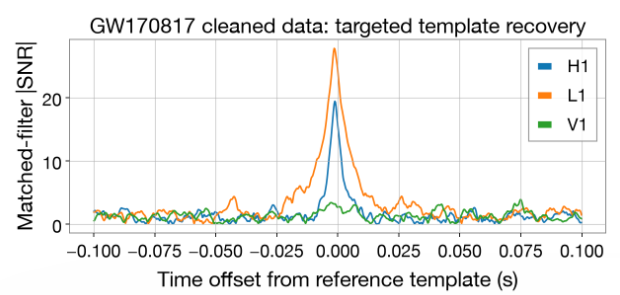 GW170817 cleaned data: targeted template recovery
Matched-filter |SNR|
20
10
0
H1
L1
V1
−0.100 −0.075 −0.050 −0.025 0.000 0.025 0.050 0.075 0.100
Time offset from reference template (s)